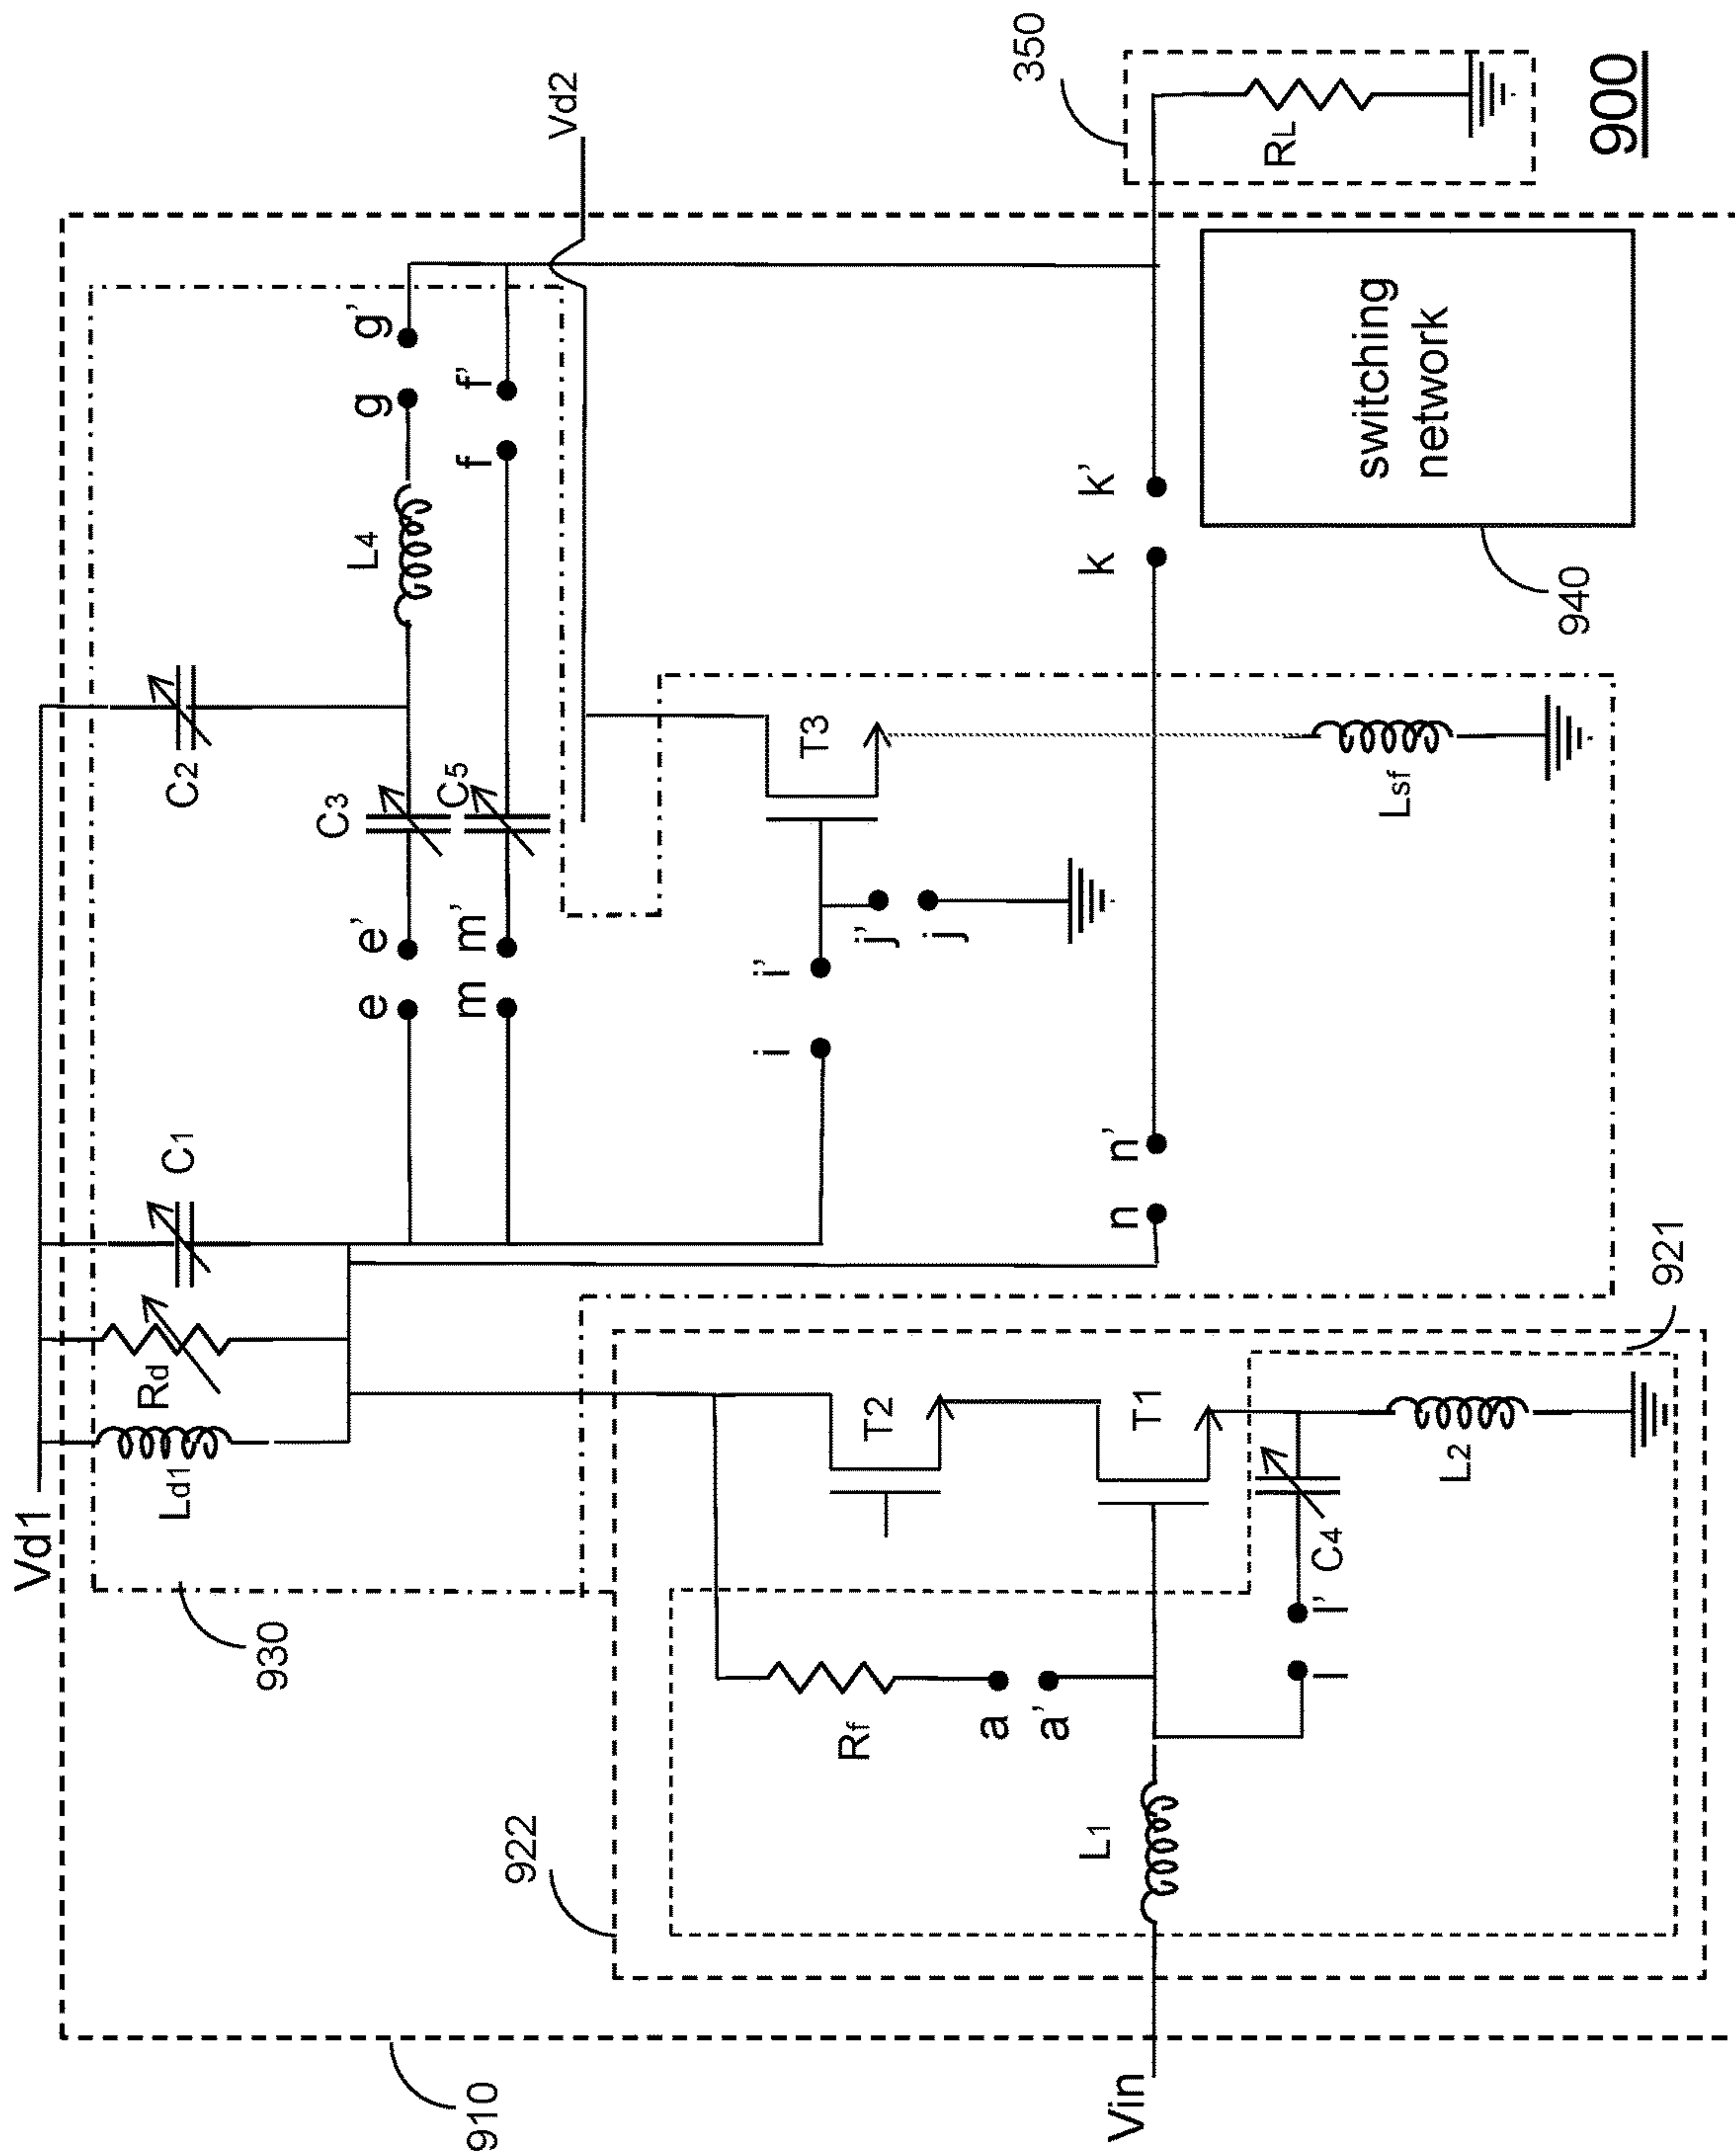 Vd1
Ld1
Rd
C1
C2
930
910
e
e'
C3
L4
g
g'
m
m'
C5
f
f'
Vd2
i
i'
j'
j
T3
Lsf
n
n'
k
k'
350
RL
922
Rf
a
a'
T2
T1
L1
Vin
l
l'
C4
L2
921
switching
network
940
900